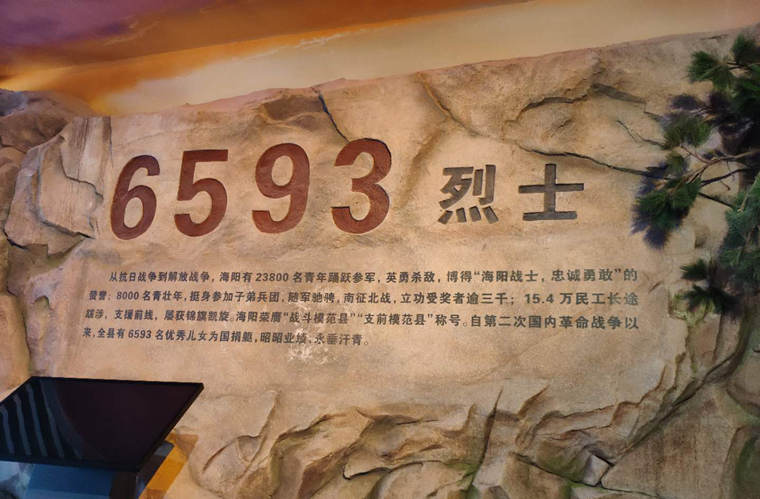 6593 烈士
从抗日战争到解放战争，海阳有23800名青年踊跃参军，英勇杀敌，博得“海阳战士，忠诚勇敢”的
赞誉；8000名青壮年，挺身参加子弟兵团，随军驰骋，南征北战，立功受奖者逾三千；15.4万民工长途
跋涉，支援前线，屡获锦旗凯旋。海阳荣膺“战斗模范县”“支前模范县”称号。自第二次国内革命战争以
来，全县有6593名优秀儿女为国捐躯，昭昭业绩，永垂汗青。